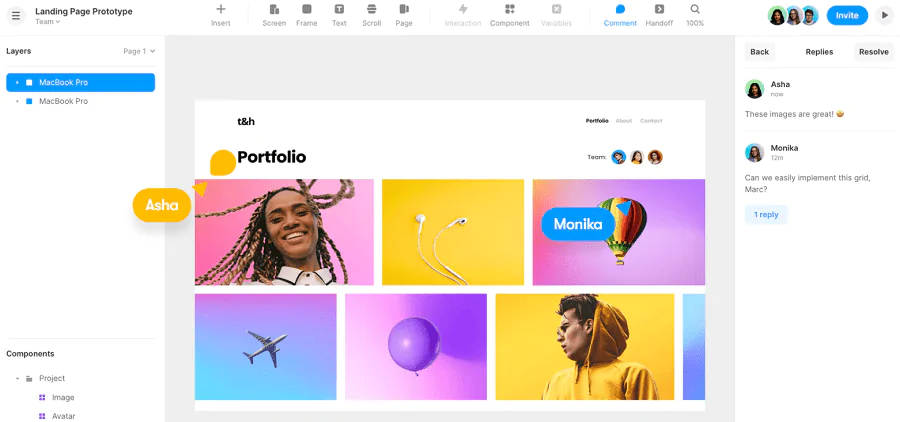 Landing Page Prototype
Team
Insert
Screen
Frame
Text
Scroll
Page
Interaction
Component
Variables
Comment
Handoff
100%
Invite
Layers
Page 1
MacBook Pro
MacBook Pro
Components
Project
Image
Avatar
t&h
Portfolio
About
Contact
Portfolio
Team:
Asha
Monika
Back
Replies
Resolve
Asha
now
These images are great! 🤩
Monika
12m
Can we easily implement this grid,
Marc?
1 reply